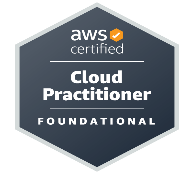 aws
certified
Cloud
Practitioner
FOUNDATIONAL